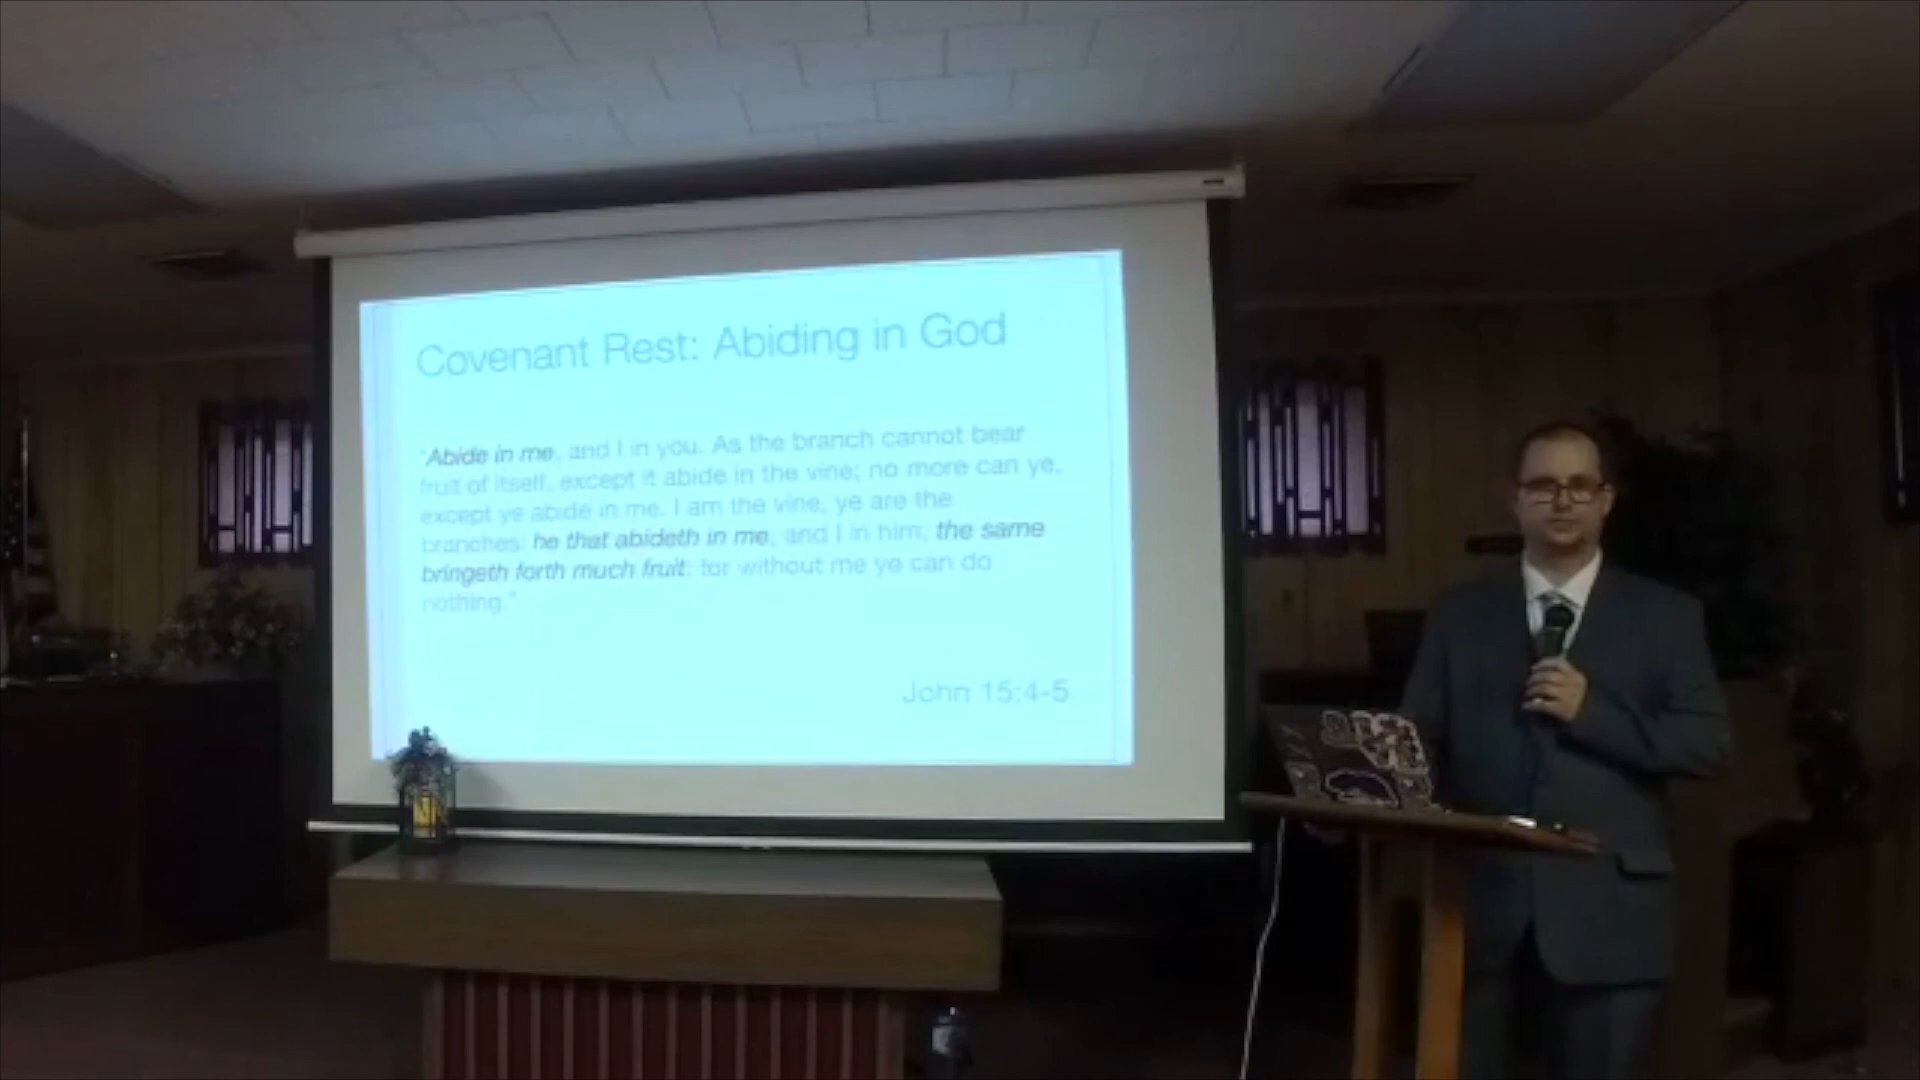 Covenant Rest: Abiding in God
"Abide in me, and I in you. As the branch cannot bear
fruit of itself, except it abide in the vine; no more can ye,
except ye abide in me. I am the vine, ye are the
branches: he that abideth in me, and I in him, the same
bringeth forth much fruit: for without me ye can do
nothing."
John 15:4-5